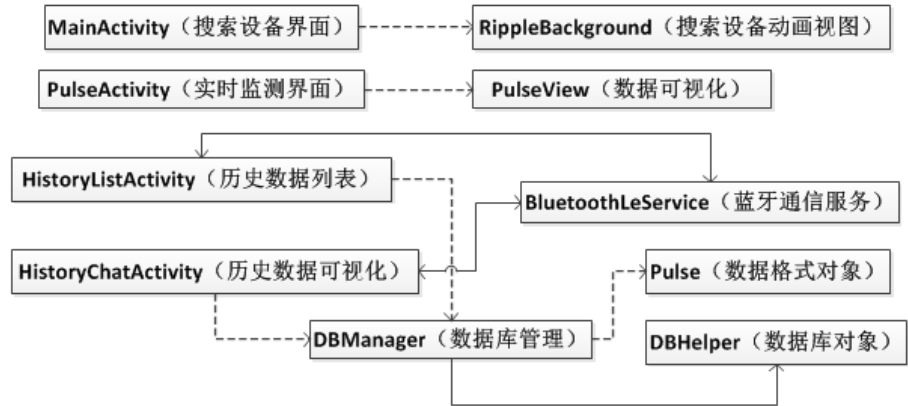 MainActivity（搜索设备界面）
RippleBackground（搜索设备动画视图）
PulseActivity（实时监测界面）
PulseView（数据可视化）
HistoryListActivity（历史数据列表）
BluetoothLeService（蓝牙通信服务）
HistoryChatActivity（历史数据可视化）
Pulse（数据格式对象）
DBManager（数据库管理）
DBHelper（数据库对象）